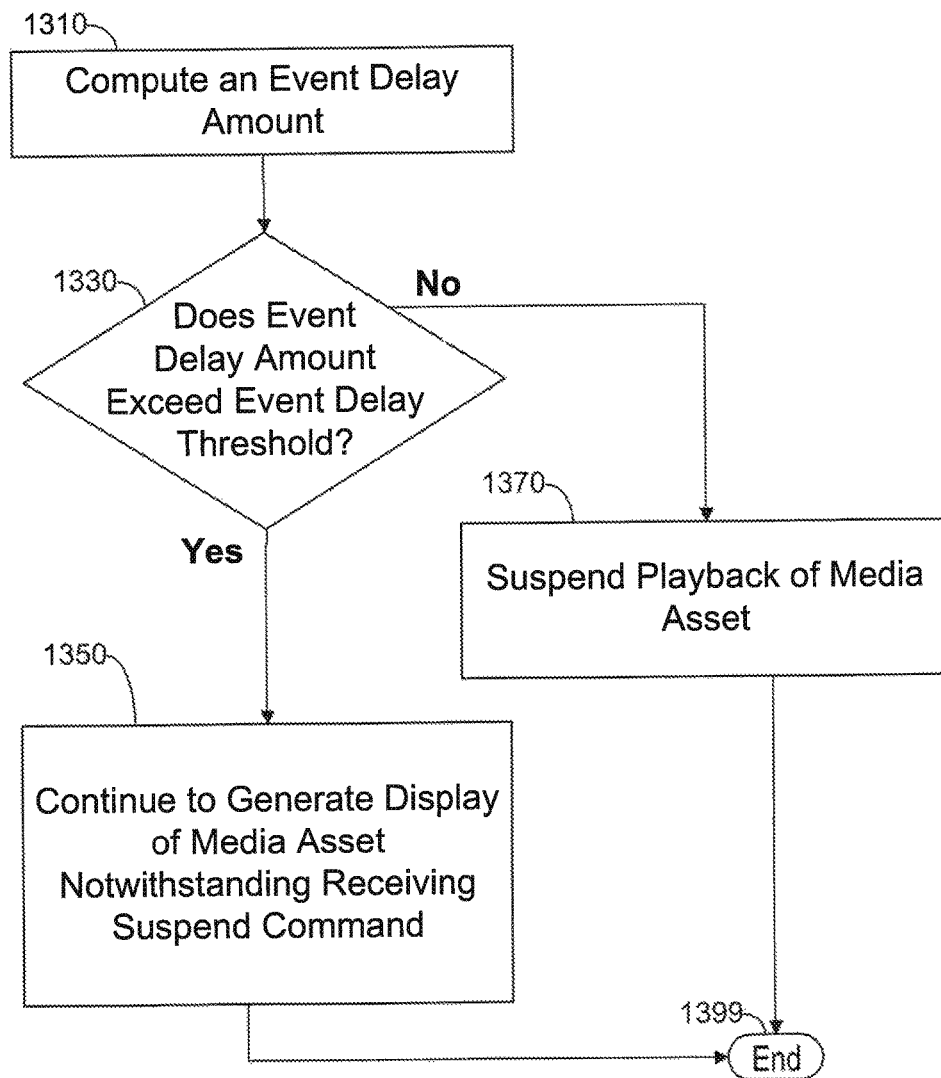 1310
Compute an Event Delay
Amount
1330
No
Does Event
Delay Amount
Exceed Event Delay
Threshold?
Yes
1370
Suspend Playback of Media
Asset
1350
Continue to Generate Display
of Media Asset
Notwithstanding Receiving
Suspend Command
1399
End